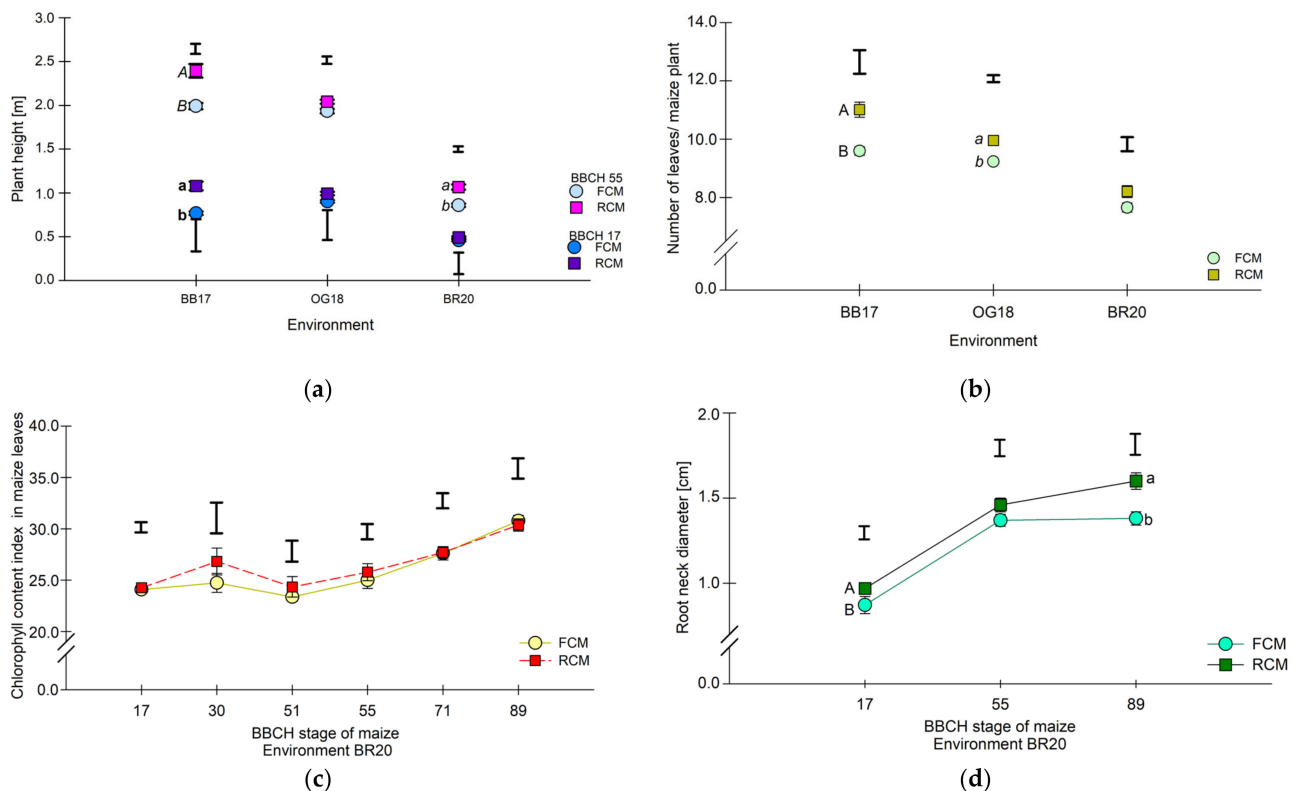 3.0
2.5
2.0
1.5
1.0
0.5
0.0
Plant height [m]
A
B
a
b
a
b
BBCH 55
FCM
RCM
BBCH 17
FCM
RCM
BB17
OG18
BR20
Environment
(a)
14.0
12.0
10.0
8.0
0.0
Number of leaves/ maize plant
A
B
a
b
FCM
RCM
BB17
OG18
BR20
Environment
(b)
40.0
35.0
30.0
25.0
20.0
0.0
Chlorophyll content index in maize leaves
FCM
RCM
17
30
51
55
71
89
BBCH stage of maize
Environment BR20
(c)
2.0
1.5
1.0
0.0
Root neck diameter [cm]
A
B
a
b
FCM
RCM
17
55
89
BBCH stage of maize
Environment BR20
(d)